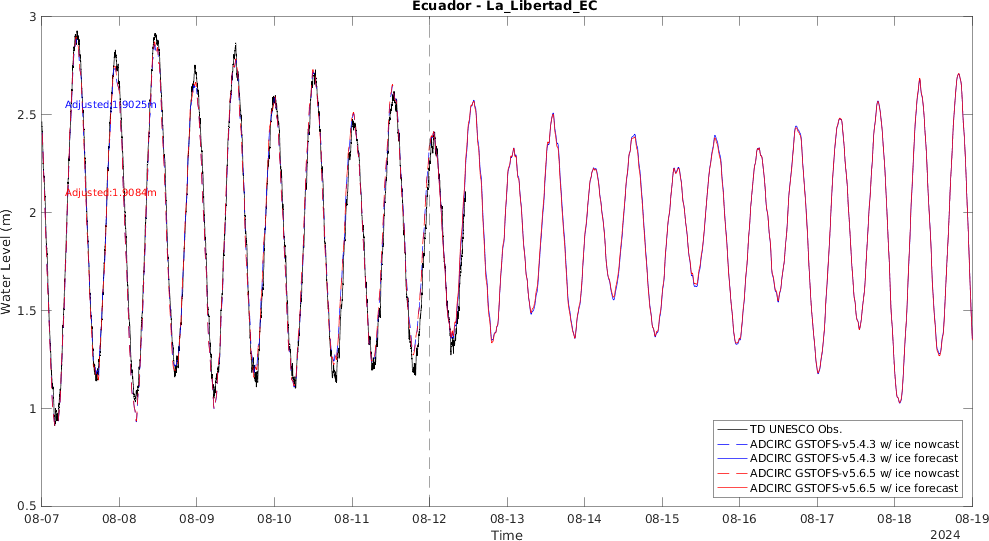 Ecuador - La_Libertad_EC
3
2.5
2
1.5
1
0.5
Water Level (m)
Adjusted:1.9025m
Adjusted:1.9084m
TD UNESCO Obs.
ADCIRC GSTOFS-v5.4.3 w/ ice nowcast
ADCIRC GSTOFS-v5.4.3 w/ ice forecast
ADCIRC GSTOFS-v5.6.5 w/ ice nowcast
ADCIRC GSTOFS-v5.6.5 w/ ice forecast
08-07 08-08 08-09 08-10 08-11 08-12 08-13 08-14 08-15 08-16 08-17 08-18 08-19
Time
2024